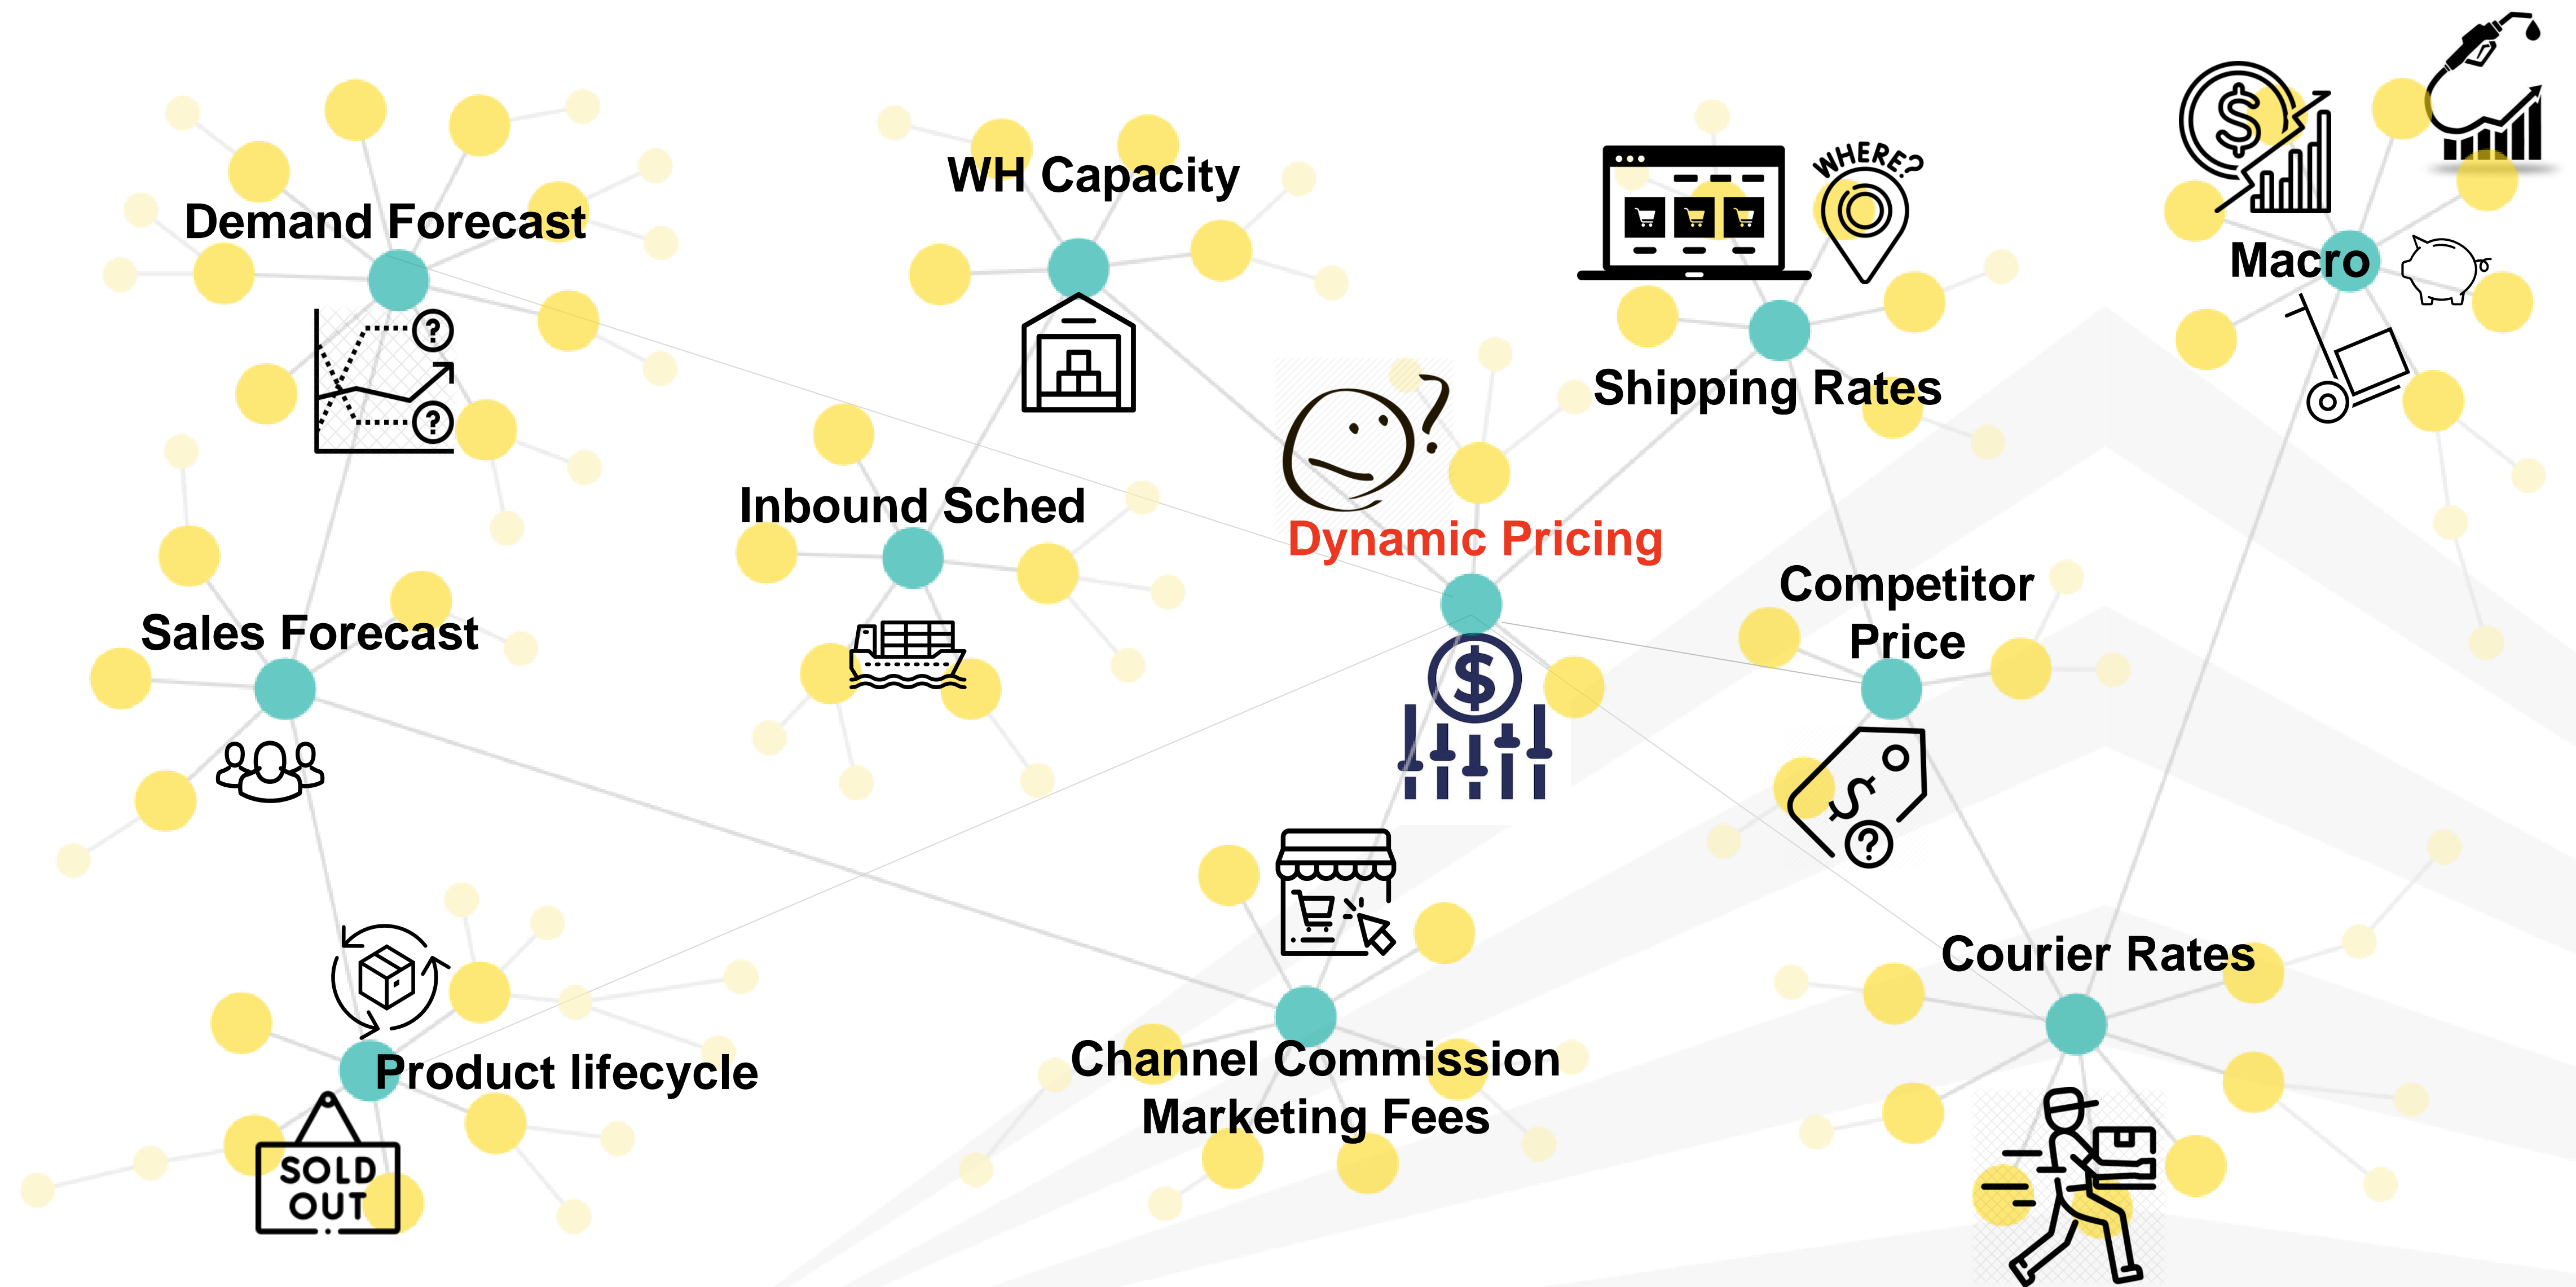 WHERE?
WH Capacity
Demand Forecast
Macro
Shipping Rates
Inbound Sched
Dynamic Pricing
Competitor
Price
Sales Forecast
Courier Rates
Product lifecycle
Channel Commission
Marketing Fees
SOLD
OUT